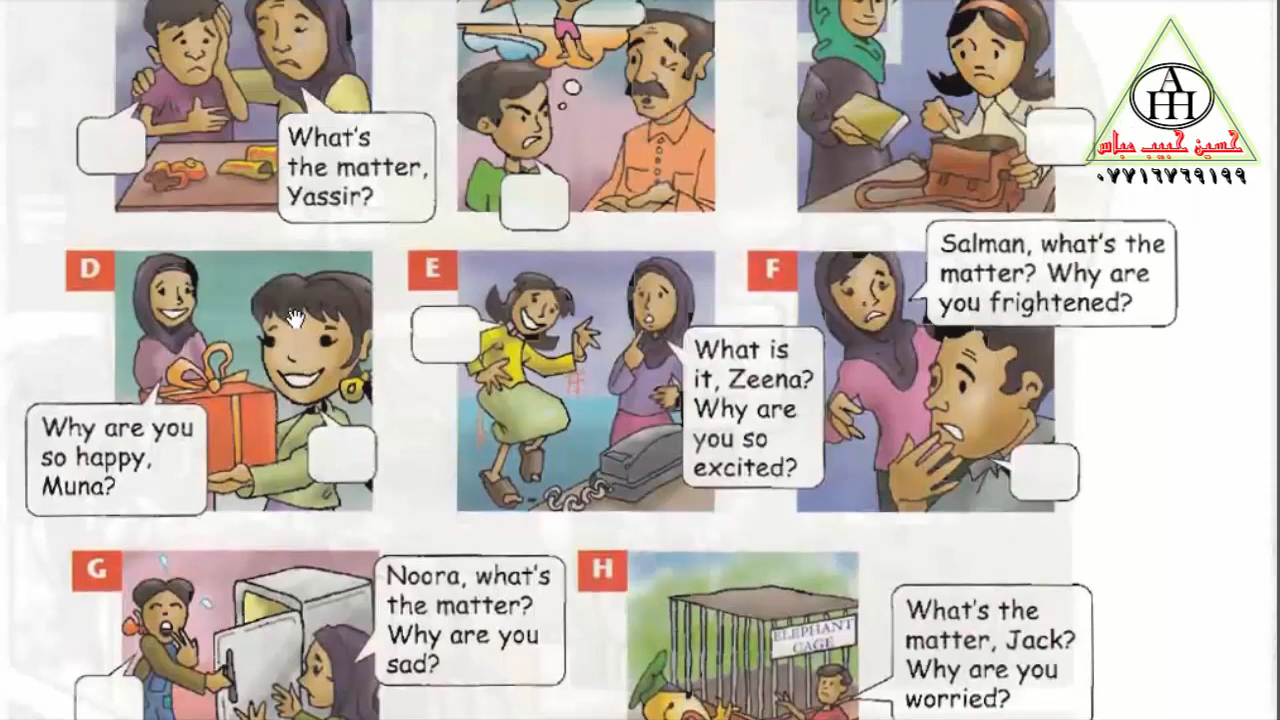 A
HH
حسين حبيب عباس
٠٧٧١٦٧٦٩١٩٩
What's
the matter,
Yassir?
D
Why are you
so happy,
Muna?
E
What is
it, Zeena?
Why are
you so
excited?
F
Salman, what's the
matter? Why are
you frightened?
G
Noora, what's
the matter?
Why are you
sad?
H
ELEPHANT
CAGE
What's the
matter, Jack?
Why are you
worried?